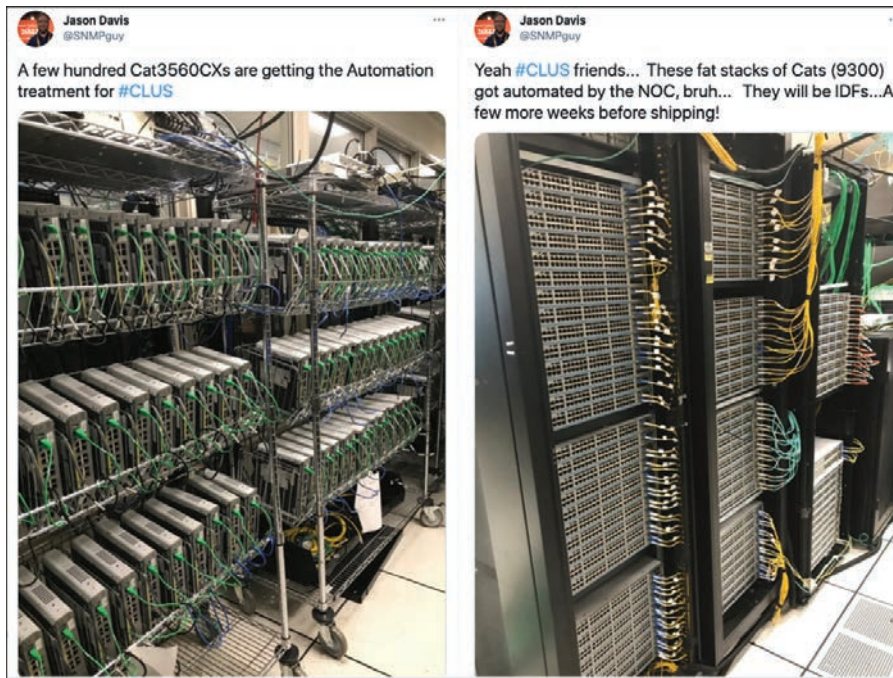 Jason Davis
@SNMPguy
A few hundred Cat3560CXs are getting the Automation
treatment for #CLUS
Jason Davis
@SNMPguy
Yeah #CLUS friends... These fat stacks of Cats (9300)
got automated by the NOC, bruh... They will be IDFs...A
few more weeks before shipping!